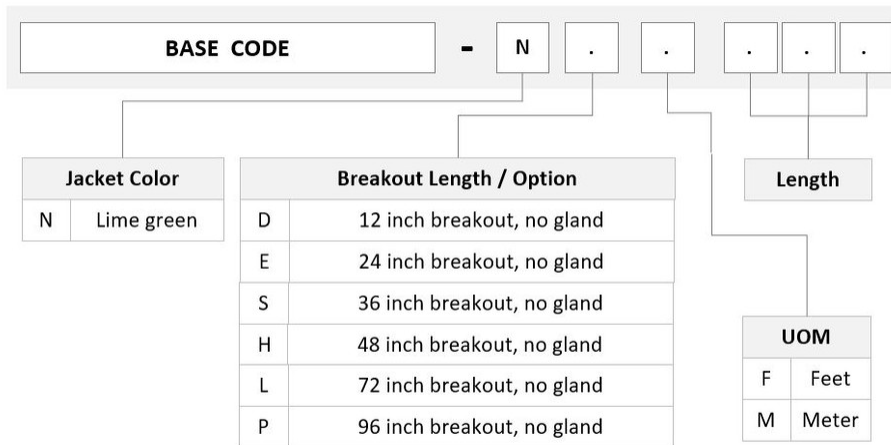 BASE CODE - N . . . . .
Jacket Color
N Lime green
Breakout Length / Option
D 12 inch breakout, no gland
E 24 inch breakout, no gland
S 36 inch breakout, no gland
H 48 inch breakout, no gland
L 72 inch breakout, no gland
P 96 inch breakout, no gland
Length
UOM
F Feet
M Meter